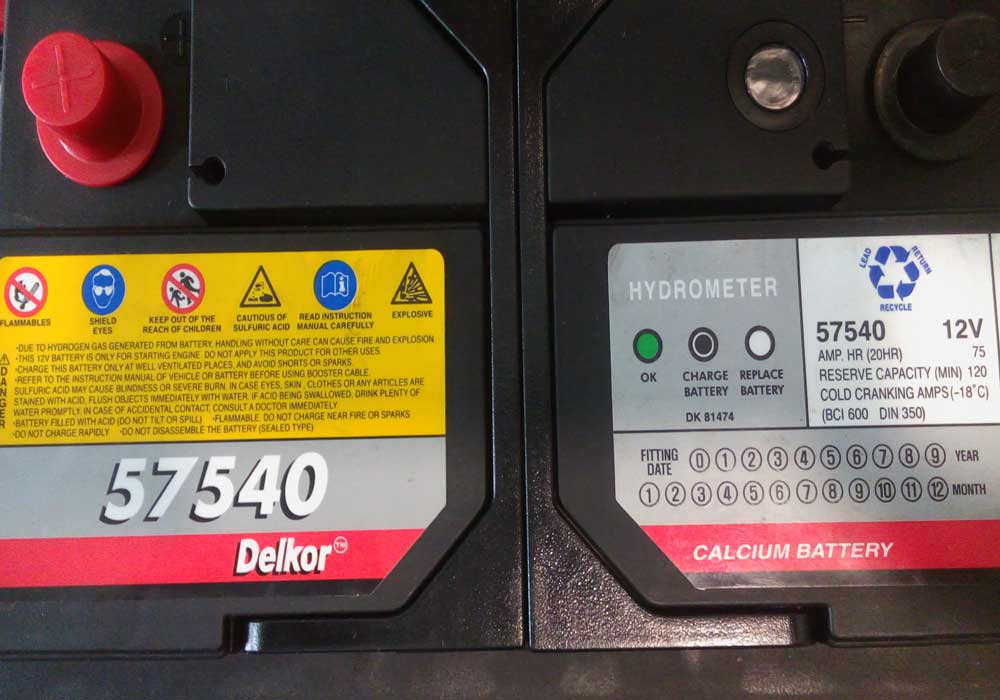 FLAMMABLES
SHIELD
EYES
KEEP OUT OF THE
REACH OF CHILDREN
CAUTIOUS OF
SULFURIC ACID
READ INSTRUCTION
MANUAL CAREFULLY
EXPLOSIVE
DANGER
·DUE TO HYDROGEN GAS GENERATED FROM BATTERY, HANDLING WITHOUT CARE CAN CAUSE FIRE AND EXPLOSION
·THIS 12V BATTERY IS ONLY FOR STARTING ENGINE. DO NOT APPLY THIS PRODUCT FOR OTHER USES.
·CHARGE THIS BATTERY ONLY AT WELL VENTILATED PLACES, AND AVOID SHORTS OR SPARKS.
·REFER TO THE INSTRUCTION MANUAL OF VEHICLE OR BATTERY BEFORE USING BOOSTER CABLE.
SULFURIC ACID MAY CAUSE BLINDNESS OR SEVERE BURN. IN CASE EYES, SKIN, CLOTHES OR ANY ARTICLES ARE
STAINED WITH ACID, FLUSH OBJECTS IMMEDIATELY WITH WATER. IF ACID BEING SWALLOWED, DRINK PLENTY OF
WATER PROMPTLY. IN CASE OF ACCIDENTAL CONTACT, CONSULT A DOCTOR IMMEDIATELY
·BATTERY FILLED WITH ACID (DO NOT TILT OR SPILL) ·FLAMMABLE. DO NOT CHARGE NEAR FIRE OR SPARKS
·DO NOT CHARGE RAPIDLY ·DO NOT DISASSEMBLE THE BATTERY (SEALED TYPE)
57540
Delkor™
HYDROMETER
OK
CHARGE
BATTERY
REPLACE
BATTERY
DK 81474
LEAD RETURN
RECYCLE
57540 12V
AMP. HR (20HR) 75
RESERVE CAPACITY (MIN) 120
COLD CRANKING AMPS(-18°C)
(BCI 600 DIN 350)
FITTING
DATE
0 1 2 3 4 5 6 7 8 9 YEAR
1 2 3 4 5 6 7 8 9 10 11 12 MONTH
CALCIUM BATTERY